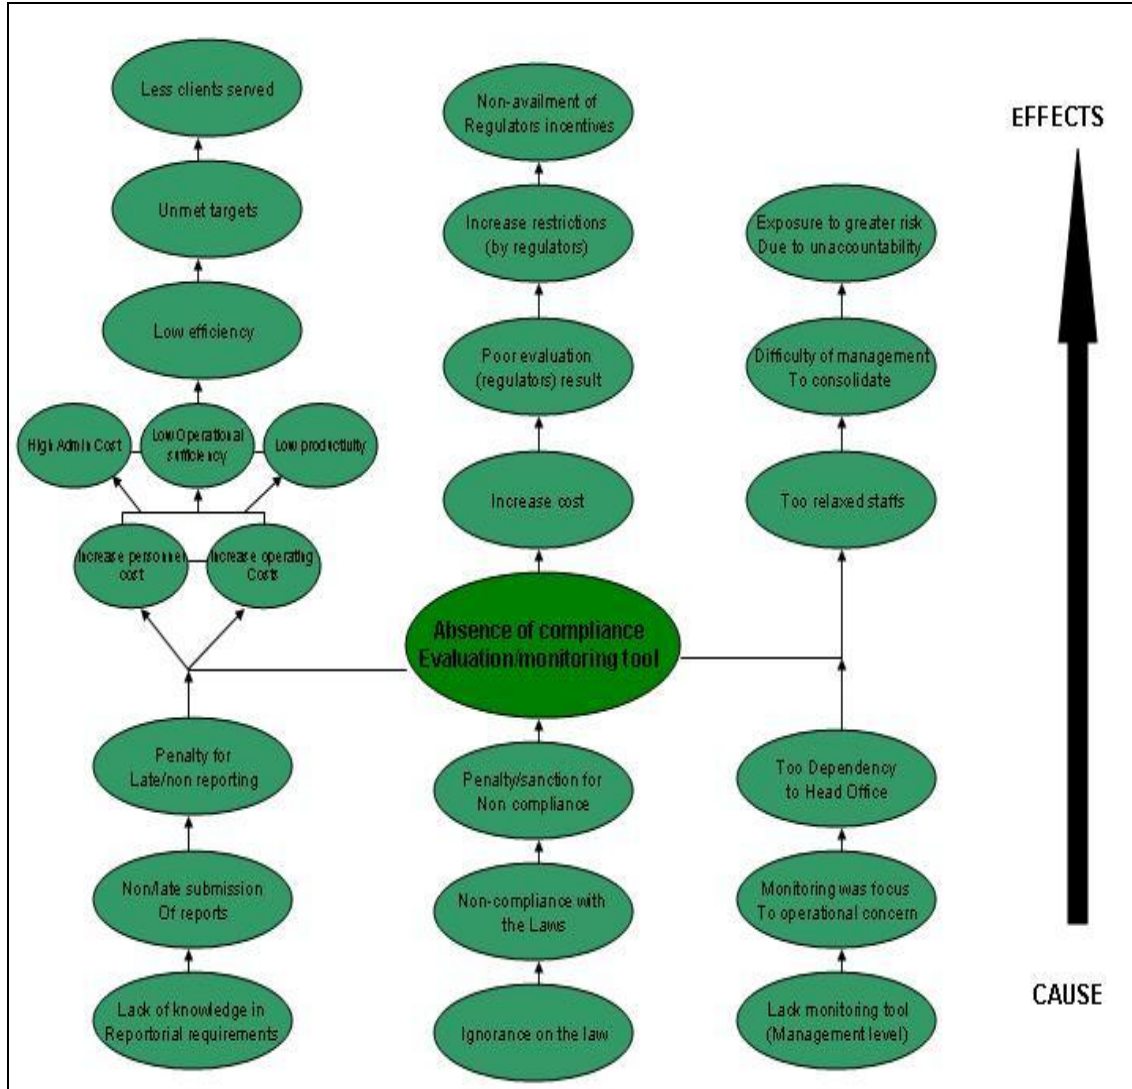 Less clients served
Unmet targets
Low efficiency
High Admin Cost
Low Operational
sufficiency
Low productivity
Increase personnel
cost
Increase operating
Costs
Penalty for
Late/non reporting
Non/late submission
Of reports
Lack of knowledge in
Reportorial requirements
Non-availment of
Regulators incentives
Increase restrictions
(by regulators)
Poor evaluation
(regulators) result
Increase cost
Absence of compliance
Evaluation/monitoring tool
Penalty/sanction for
Non compliance
Non-compliance with
the Laws
Ignorance on the law
Exposure to greater risk
Due to unaccountability
Difficulty of management
To consolidate
Too relaxed staffs
Too Dependency
to Head Office
Monitoring was focus
To operational concern
Lack monitoring tool
(Management level)
EFFECTS
CAUSE